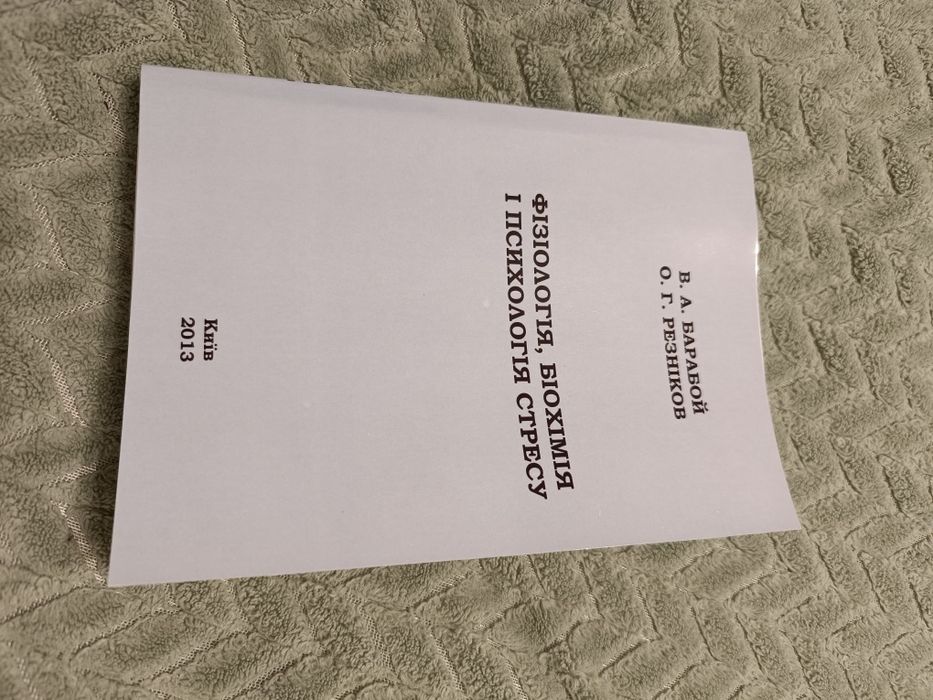 В. А. БАРАБОЙ
О. Г. РЕЗНІКОВ
ФІЗІОЛОГІЯ, БІОХІМІЯ
І ПСИХОЛОГІЯ СТРЕСУ
Київ
2013